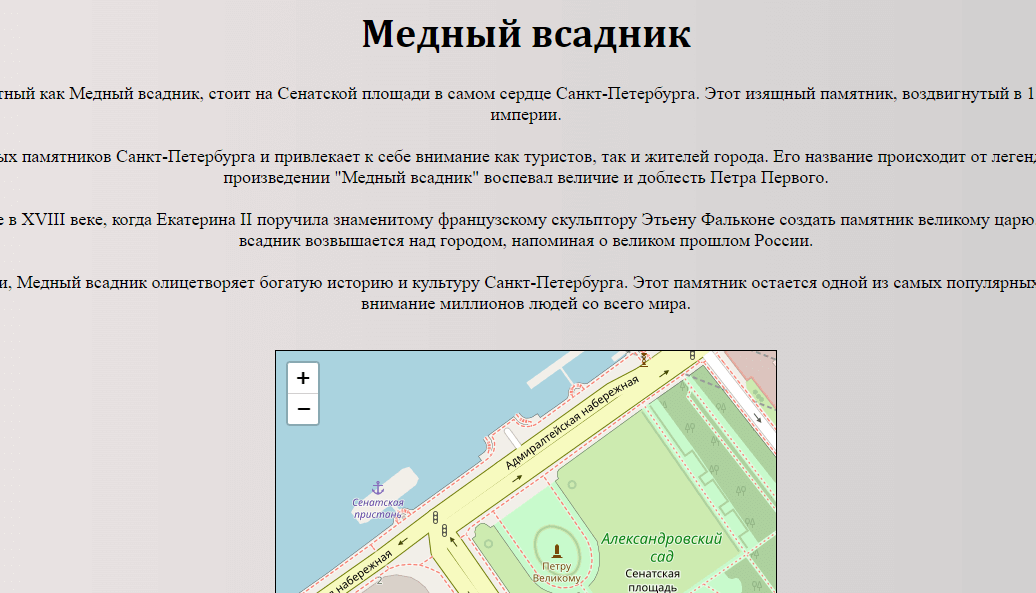 Медный всадник
как Медный всадник, стоит на Сенатской площади в самом сердце Санкт-Петербурга. Этот изящный памятник, воздвигнутый в 1
империи.
памятников Санкт-Петербурга и привлекает к себе внимание как туристов, так и жителей города. Его название происходит от
произведении "Медный всадник" воспевал величие и доблесть Петра Первого.
в XVIII веке, когда Екатерина II поручила знаменитому французскому скульптору Этьену Фальконе создать памятник великому царю
всадник возвышается над городом, напоминая о великом прошлом России.
Медный всадник олицетворяет богатую историю и культуру Санкт-Петербурга. Этот памятник остается одной из самых популярных
внимание миллионов людей со всего мира.
+
−
Адмиралтейская набережная
Сенатская
пристань
Александровский
сад
Петру
Великому
Сенатская
площадь
набережная
2